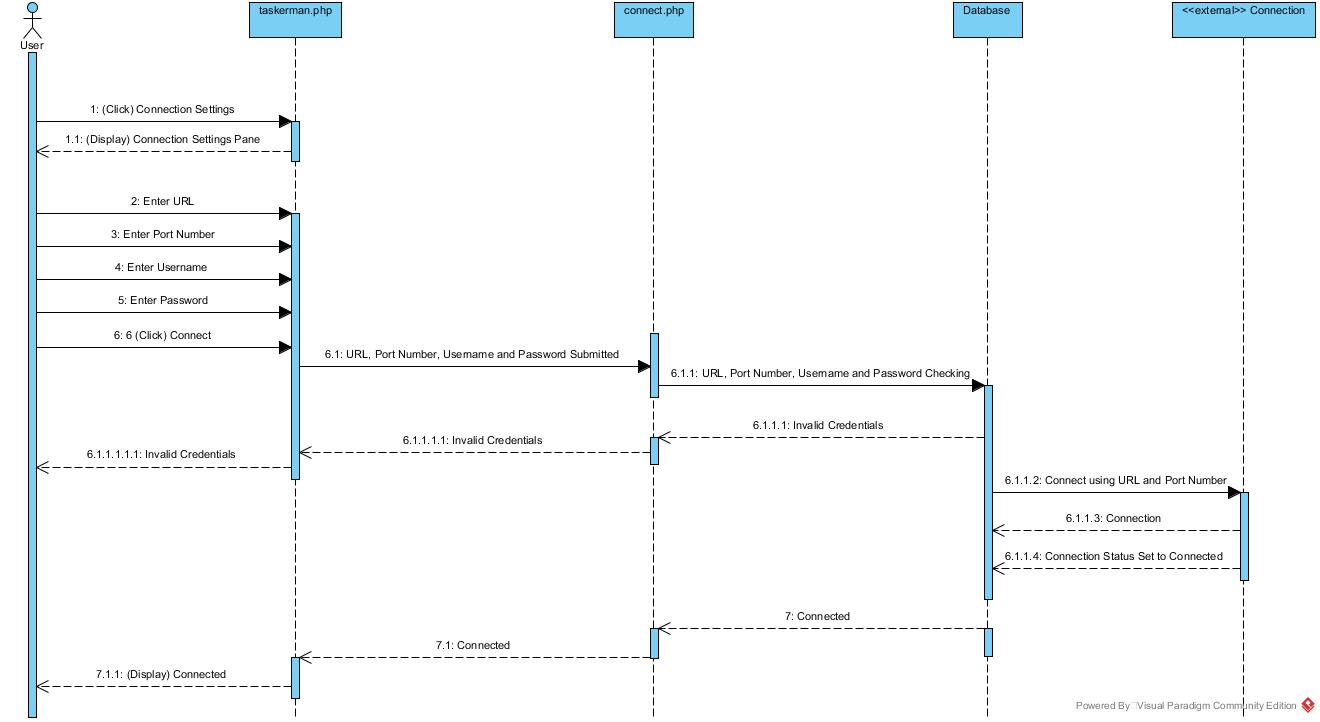 taskerman.php
connect.php
Database
<<external>> Connection
User
1: (Click) Connection Settings
1.1: (Display) Connection Settings Pane
2: Enter URL
3: Enter Port Number
4: Enter Username
5: Enter Password
6: 6 (Click) Connect
6.1: URL, Port Number, Username and Password Submitted
6.1.1: URL, Port Number, Username and Password Checking
6.1.1.1: Invalid Credentials
6.1.1.1.1: Invalid Credentials
6.1.1.1.1.1: Invalid Credentials
6.1.1.2: Connect using URL and Port Number
6.1.1.3: Connection
6.1.1.4: Connection Status Set to Connected
7: Connected
7.1: Connected
7.1.1: (Display) Connected
Powered By Visual Paradigm Community Edition